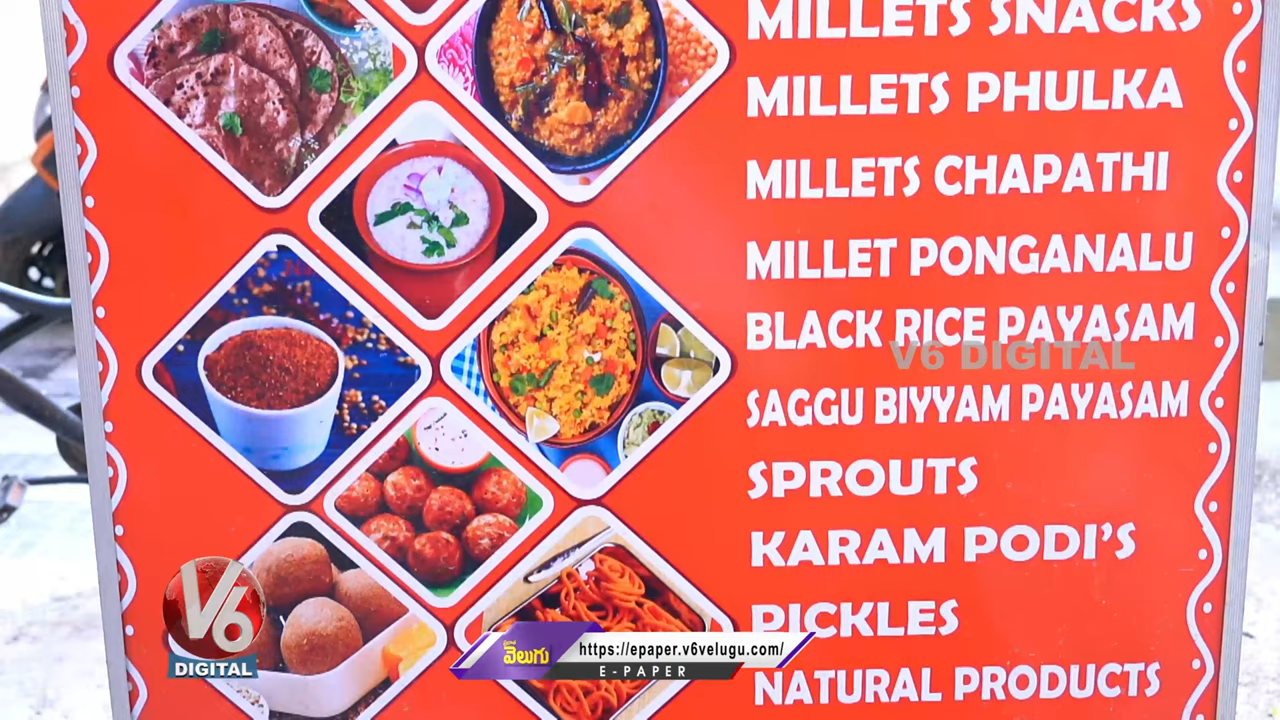 MILLETS SNACKS
MILLETS PHULKA
MILLETS CHAPATHI
MILLET PONGANALU
BLACK RICE PAYASAM
V6 DIGITAL
SAGGU BIYYAM PAYASAM
SPROUTS
KARAM PODI'S
PICKLES
NATURAL PRODUCTS
V6
DIGITAL
వెలుగు
https://epaper.v6velugu.com/
E-PAPER